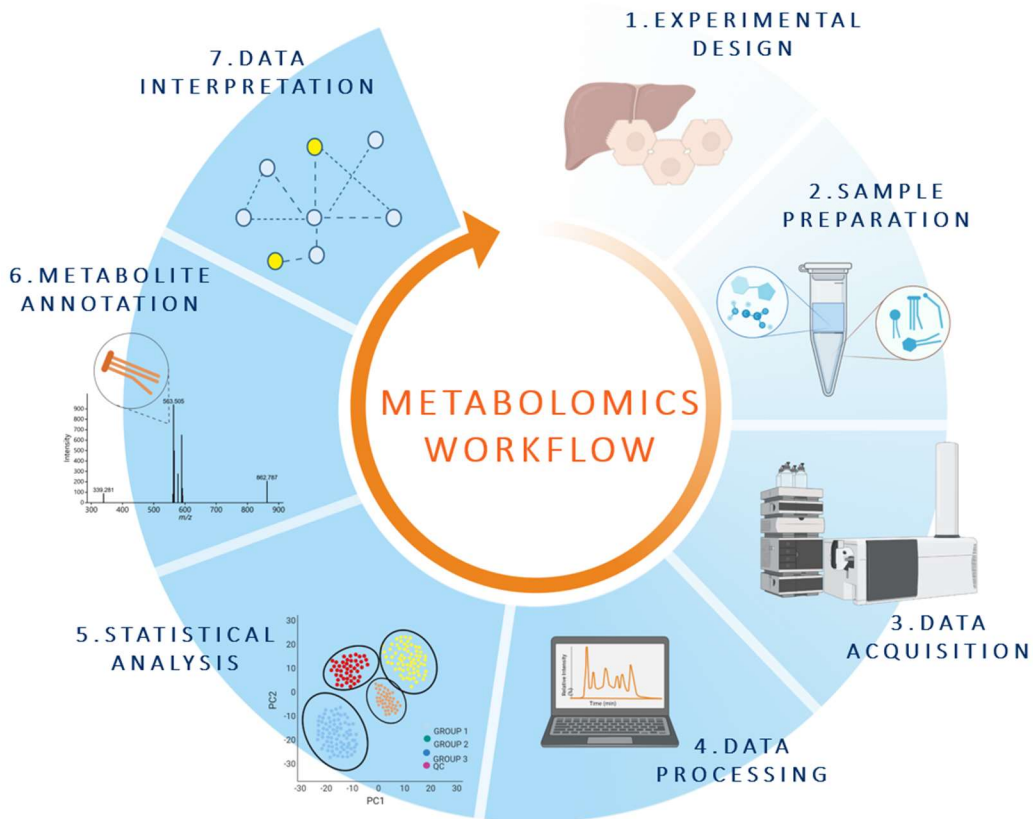 1.EXPERIMENTAL
DESIGN
2.SAMPLE
PREPARATION
3.DATA
ACQUISITION
4.DATA
PROCESSING
Relative Intensity
(%)
Time (min)
5.STATISTICAL
ANALYSIS
PC2
30
20
10
0
-10
-20
-30
-30
-20
-10
0
10
20
30
PC1
GROUP 1
GROUP 2
GROUP 3
QC
6.METABOLITE
ANNOTATION
Intensity
900
800
700
600
500
400
300
200
100
0
339.281
563.505
862.787
300
400
500
600
700
800
900
m/z
7.DATA
INTERPRETATION
METABOLOMICS
WORKFLOW